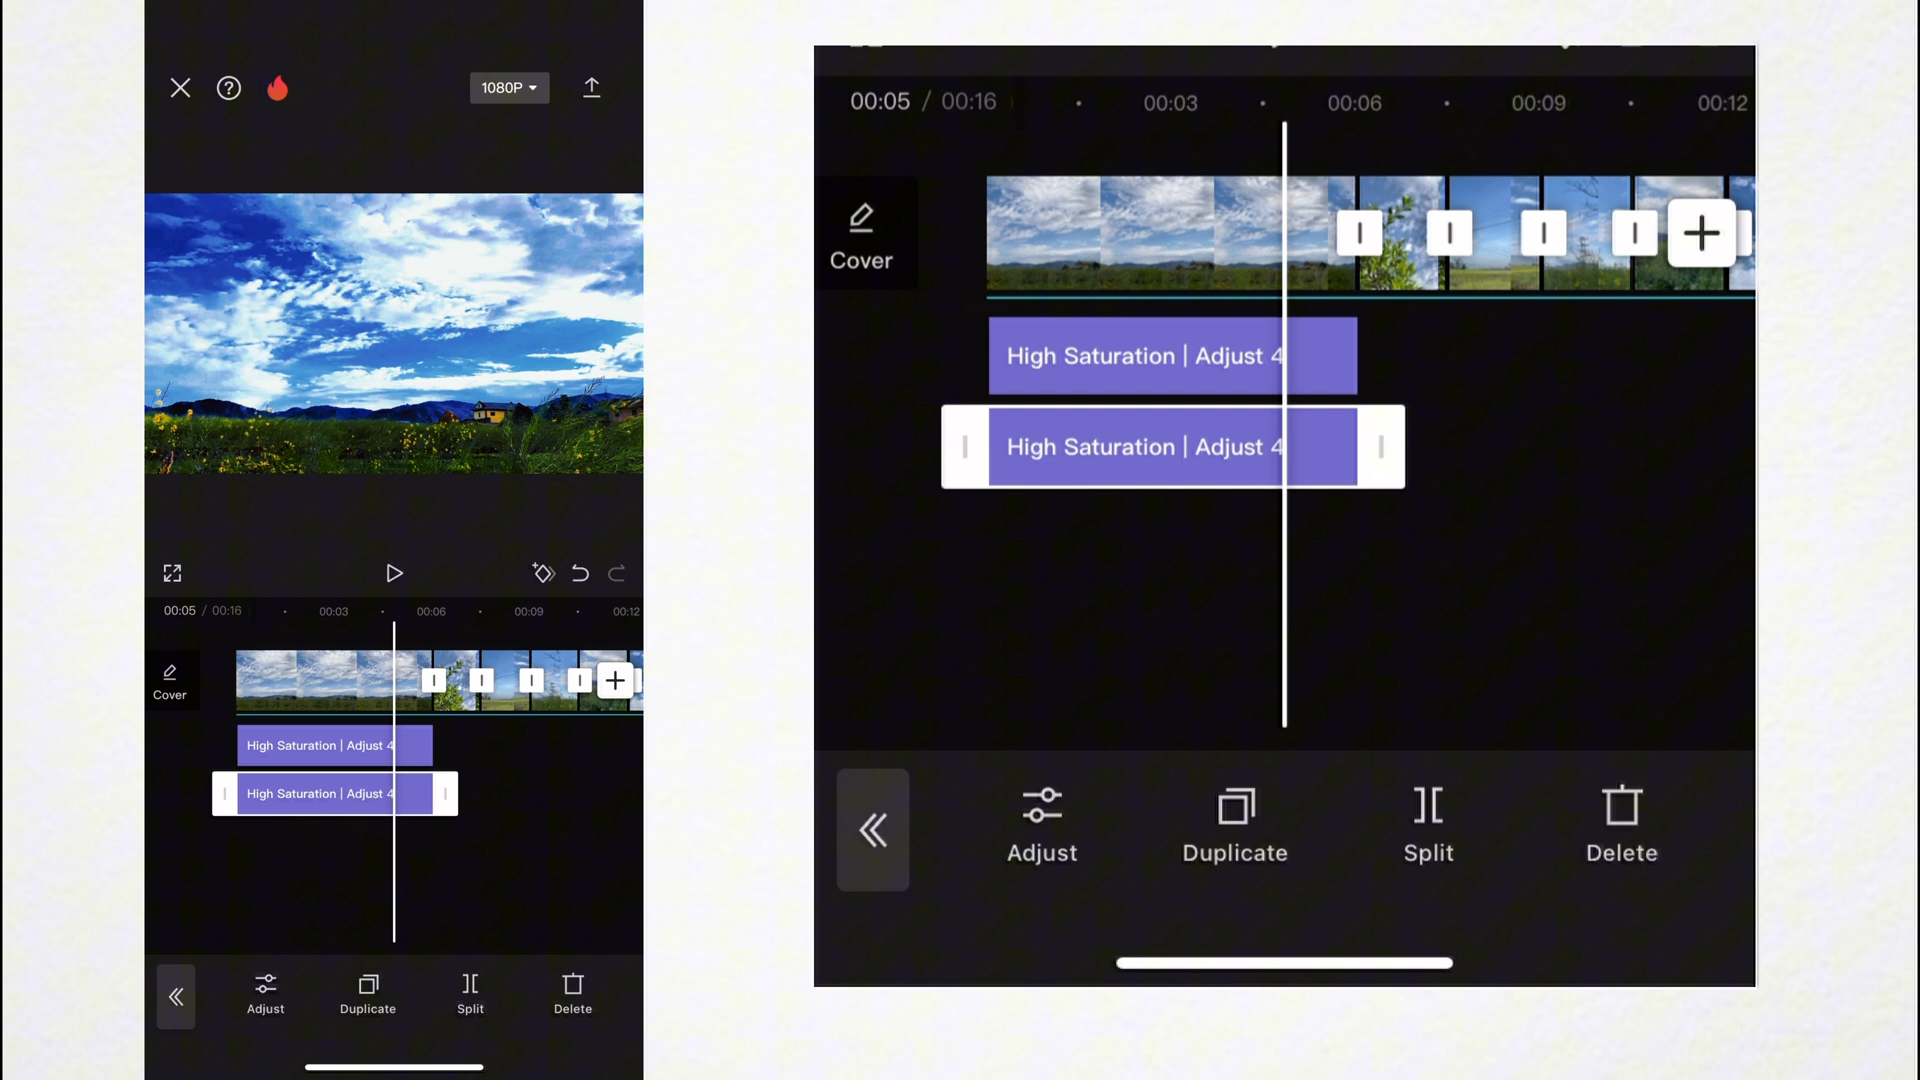 1080P
00:05 / 00:16 00:03 00:06 00:09 00:12
Cover
High Saturation | Adjust 4
High Saturation | Adjust 4
Adjust Duplicate Split Delete
00:05 / 00:16 00:03 00:06 00:09 00:12
Cover
High Saturation | Adjust 4
High Saturation | Adjust 4
Adjust Duplicate Split Delete